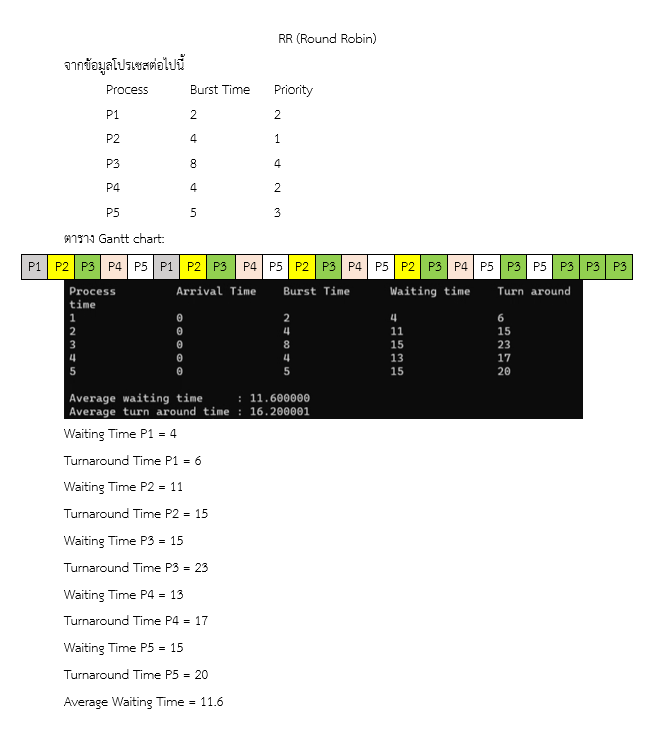 RR (Round Robin)
จากข้อมูลโปรเซสต่อไปนี้
Process Burst Time Priority
P1 2 2
P2 4 1
P3 8 4
P4 4 2
P5 5 3
ตาราง Gantt chart:
P1 P2 P3 P4 P5 P1 P2 P3 P4 P5 P2 P3 P4 P5 P2 P3 P4 P5 P3 P5 P3 P3 P3
Process Arrival Time Burst Time Waiting time Turn around
time
1 0 2 4 6
2 0 4 11 15
3 0 8 15 23
4 0 4 13 17
5 0 5 15 20
Average waiting time : 11.600000
Average turn around time : 16.200001
Waiting Time P1 = 4
Turnaround Time P1 = 6
Waiting Time P2 = 11
Turnaround Time P2 = 15
Waiting Time P3 = 15
Turnaround Time P3 = 23
Waiting Time P4 = 13
Turnaround Time P4 = 17
Waiting Time P5 = 15
Turnaround Time P5 = 20
Average Waiting Time = 11.6